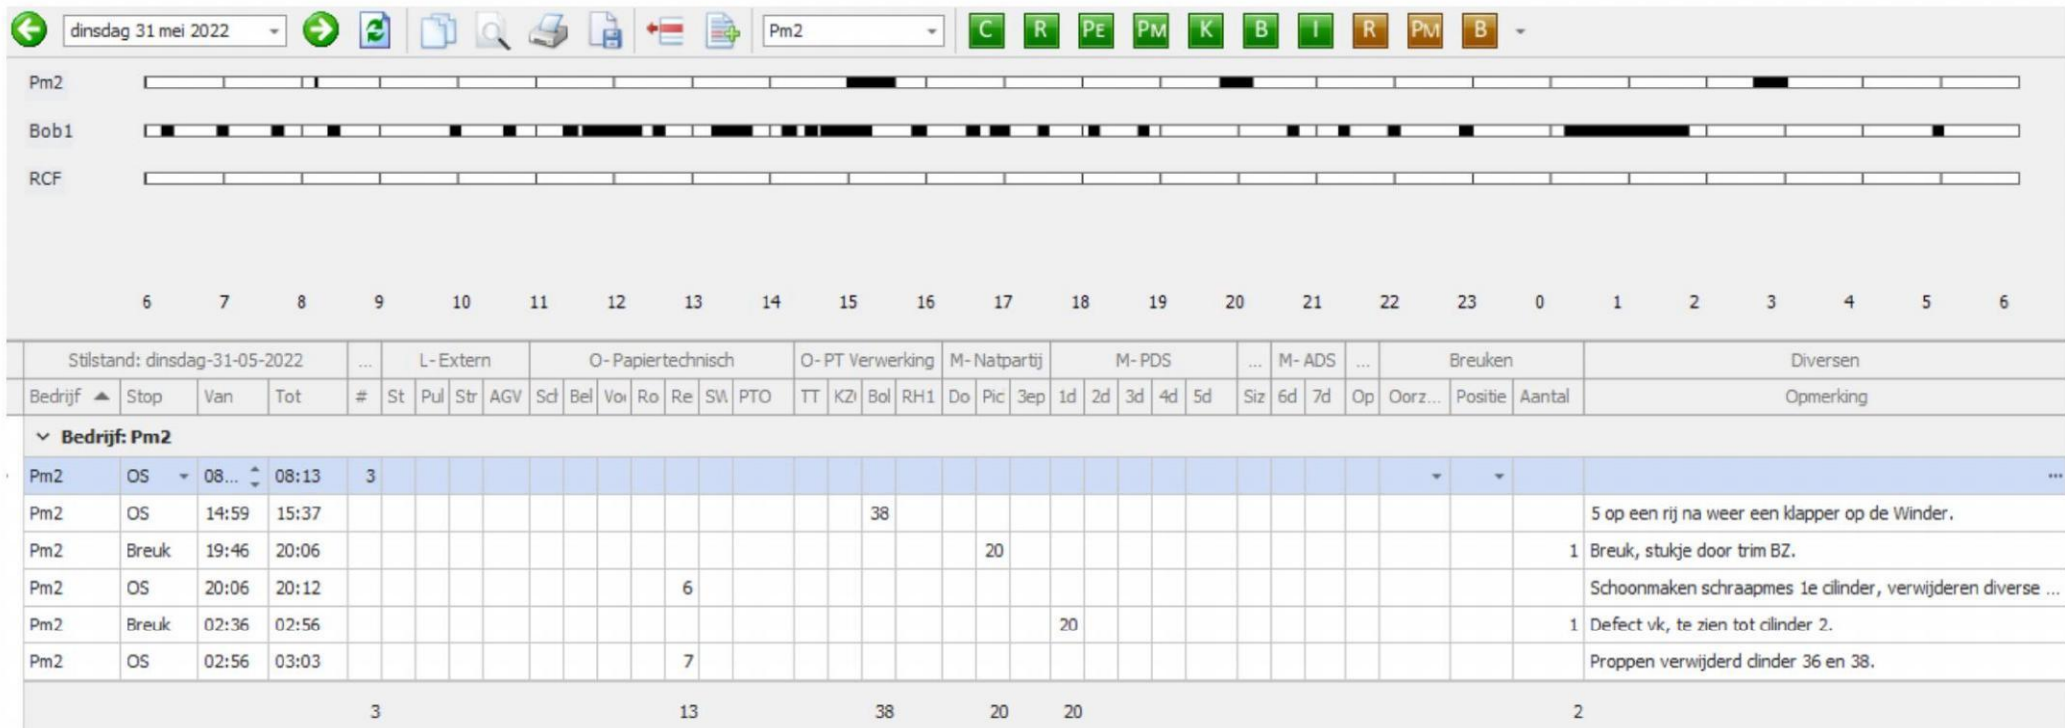 dinsdag 31 mei 2022 Pm2 C R PE PM K B I R PM B
Pm2
Bob1
RCF
6 7 8 9 10 11 12 13 14 15 16 17 18 19 20 21 22 23 0 1 2 3 4 5 6
Stilstand: dinsdag-31-05-2022 ... L- Extern O- Papiertechnisch O- PT Verwerking M- Natpartij M- PDS ... M- ADS ... Breuken Diversen
Bedrijf Stop Van Tot # St Pul Str AGV Scl Bel Vo Ro Re SW PTO TT KZ Bol RH1 Do Pic 3ep 1d 2d 3d 4d 5d Siz 6d 7d Op Oorz... Positie Aantal Opmerking
Bedrijf: Pm2
Pm2 OS 08... 08:13 3 ...
Pm2 OS 14:59 15:37 38 5 op een rij na weer een klapper op de Winder.
Pm2 Breuk 19:46 20:06 20 1 Breuk, stukje door trim BZ.
Pm2 OS 20:06 20:12 6 Schoonmaken schraapmes 1e cilinder, verwijderen diverse ...
Pm2 Breuk 02:36 02:56 20 1 Defect vk, te zien tot cilinder 2.
Pm2 OS 02:56 03:03 7 Proppen verwijderd cilinder 36 en 38.
3 13 38 20 20 2